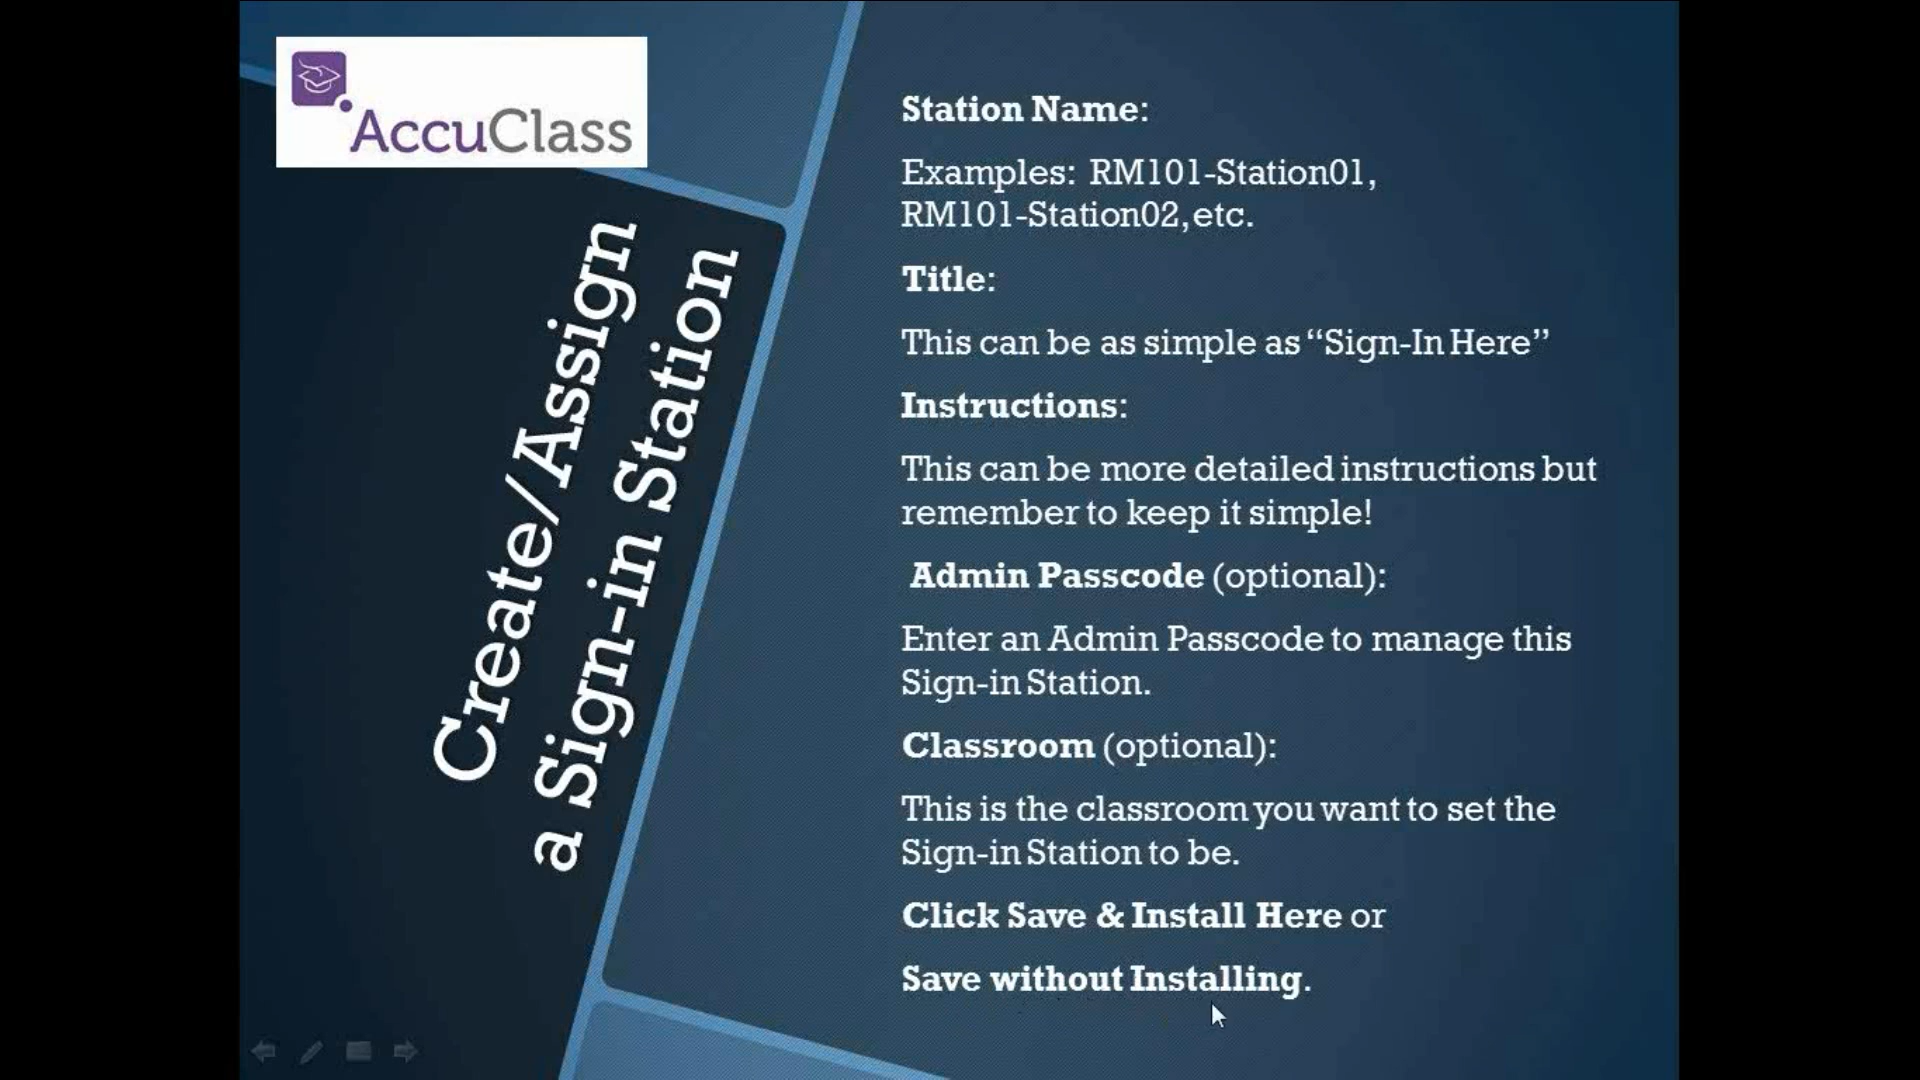 AccuClass
Create/Assign
a Sign-in Station
Station Name:
Examples: RM101-Station01,
RM101-Station02, etc.
Title:
This can be as simple as “Sign-In Here”
Instructions:
This can be more detailed instructions but
remember to keep it simple!
Admin Passcode (optional):
Enter an Admin Passcode to manage this
Sign-in Station.
Classroom (optional):
This is the classroom you want to set the
Sign-in Station to be.
Click Save & Install Here or
Save without Installing.